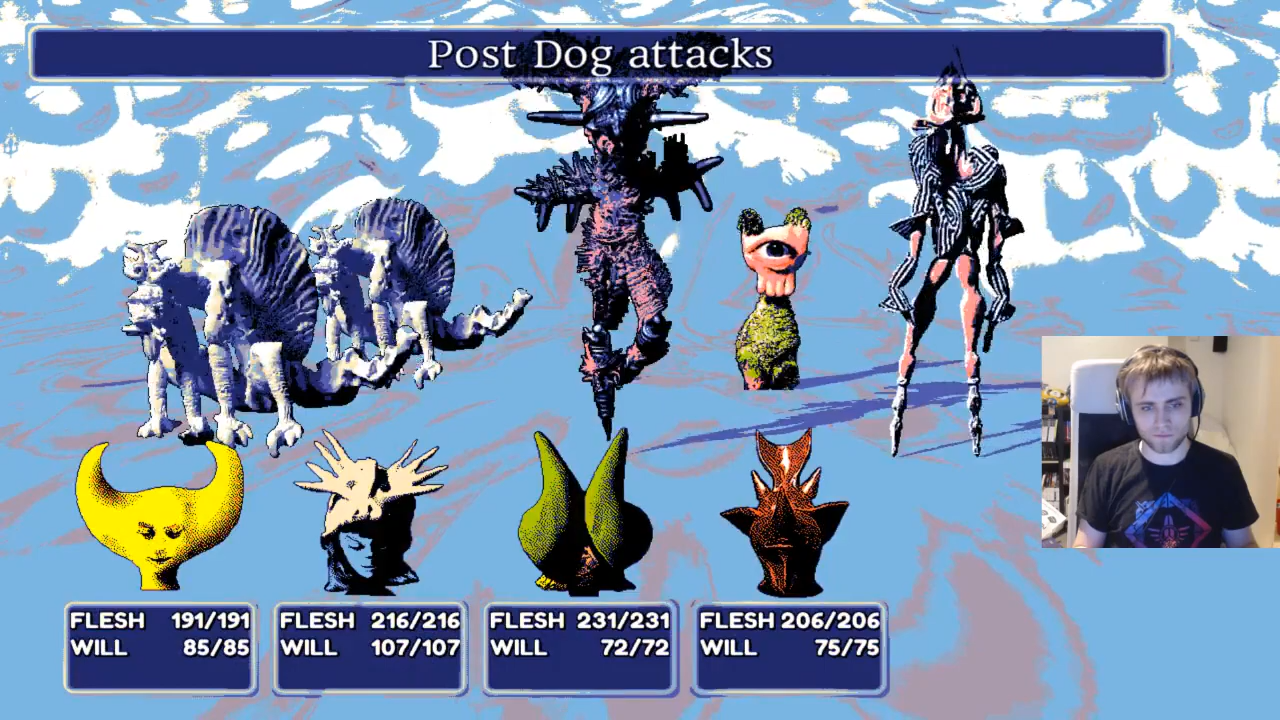 Post Dog attacks
FLESH 191/191
WILL 85/85
FLESH 216/216
WILL 107/107
FLESH 231/231
WILL 72/72
FLESH 206/206
WILL 75/75